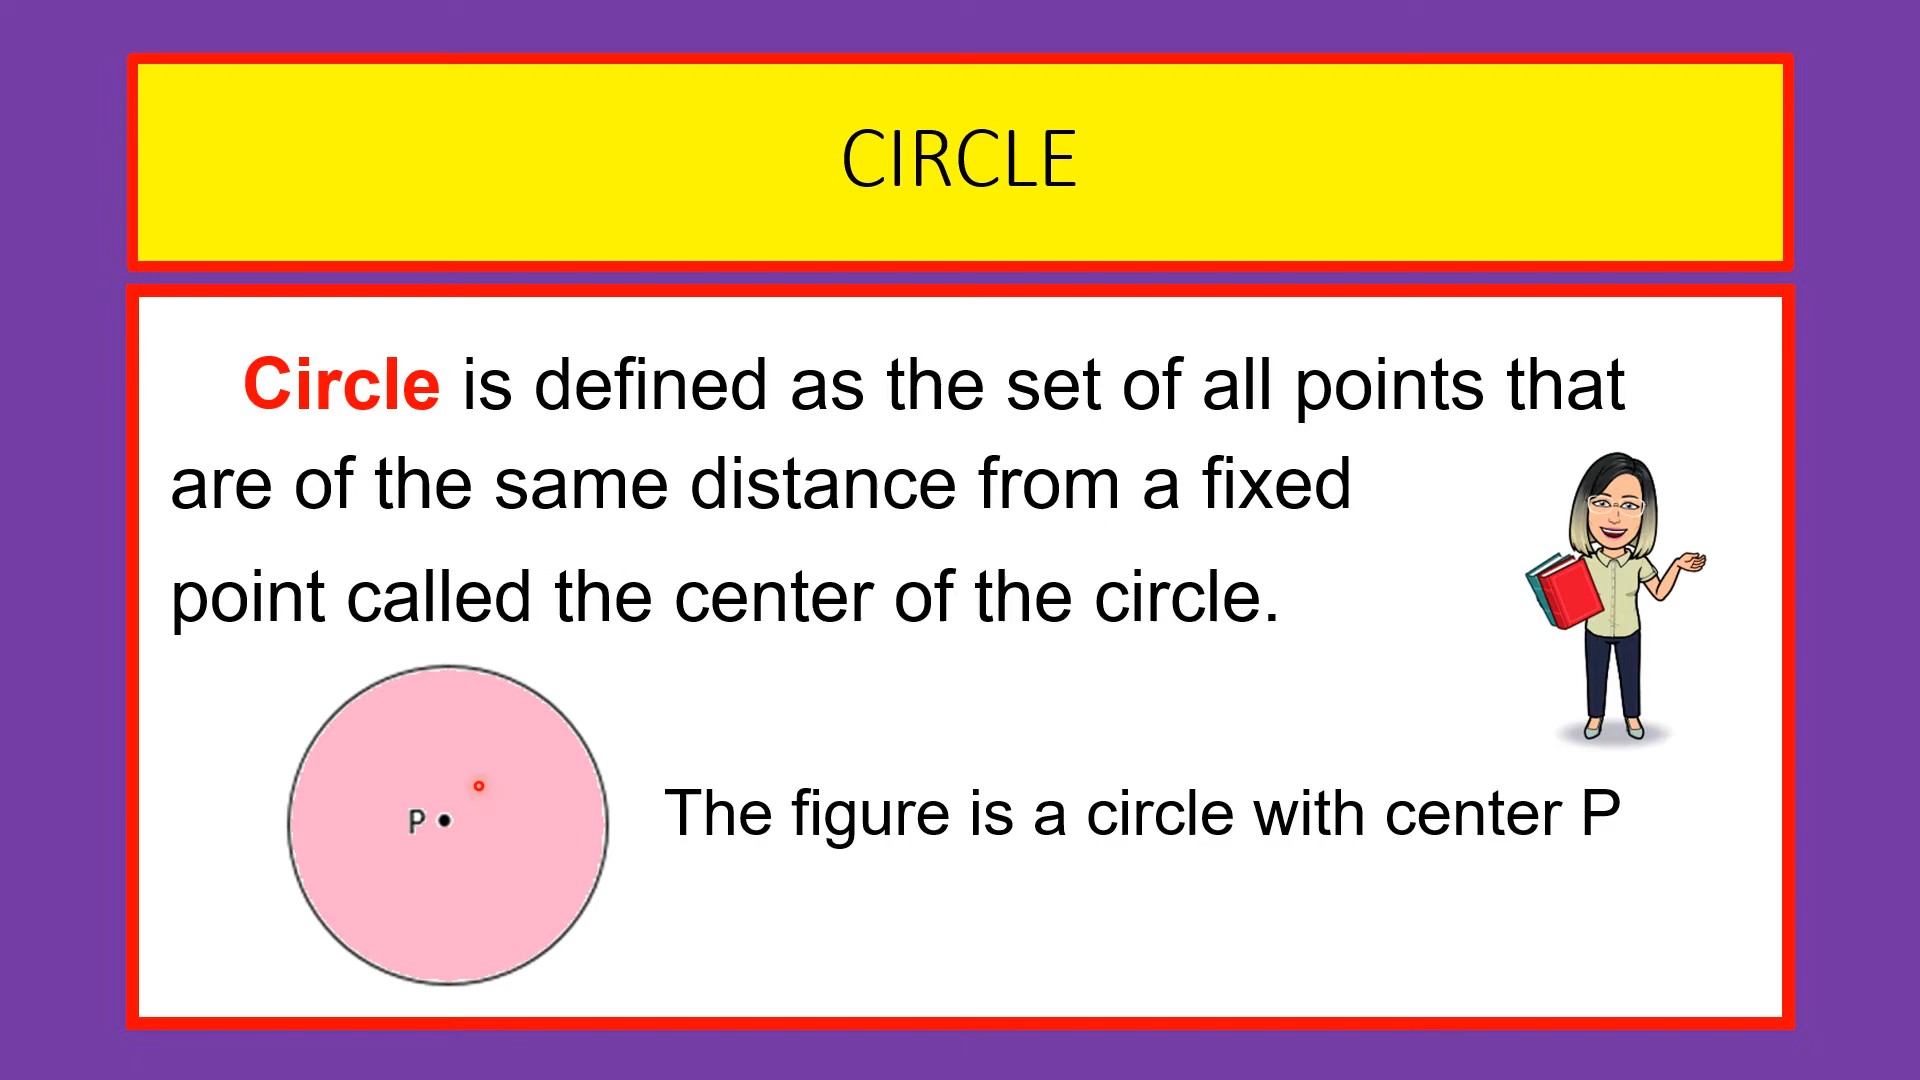 CIRCLE
Circle is defined as the set of all points that
are of the same distance from a fixed
point called the center of the circle.
P
The figure is a circle with center P